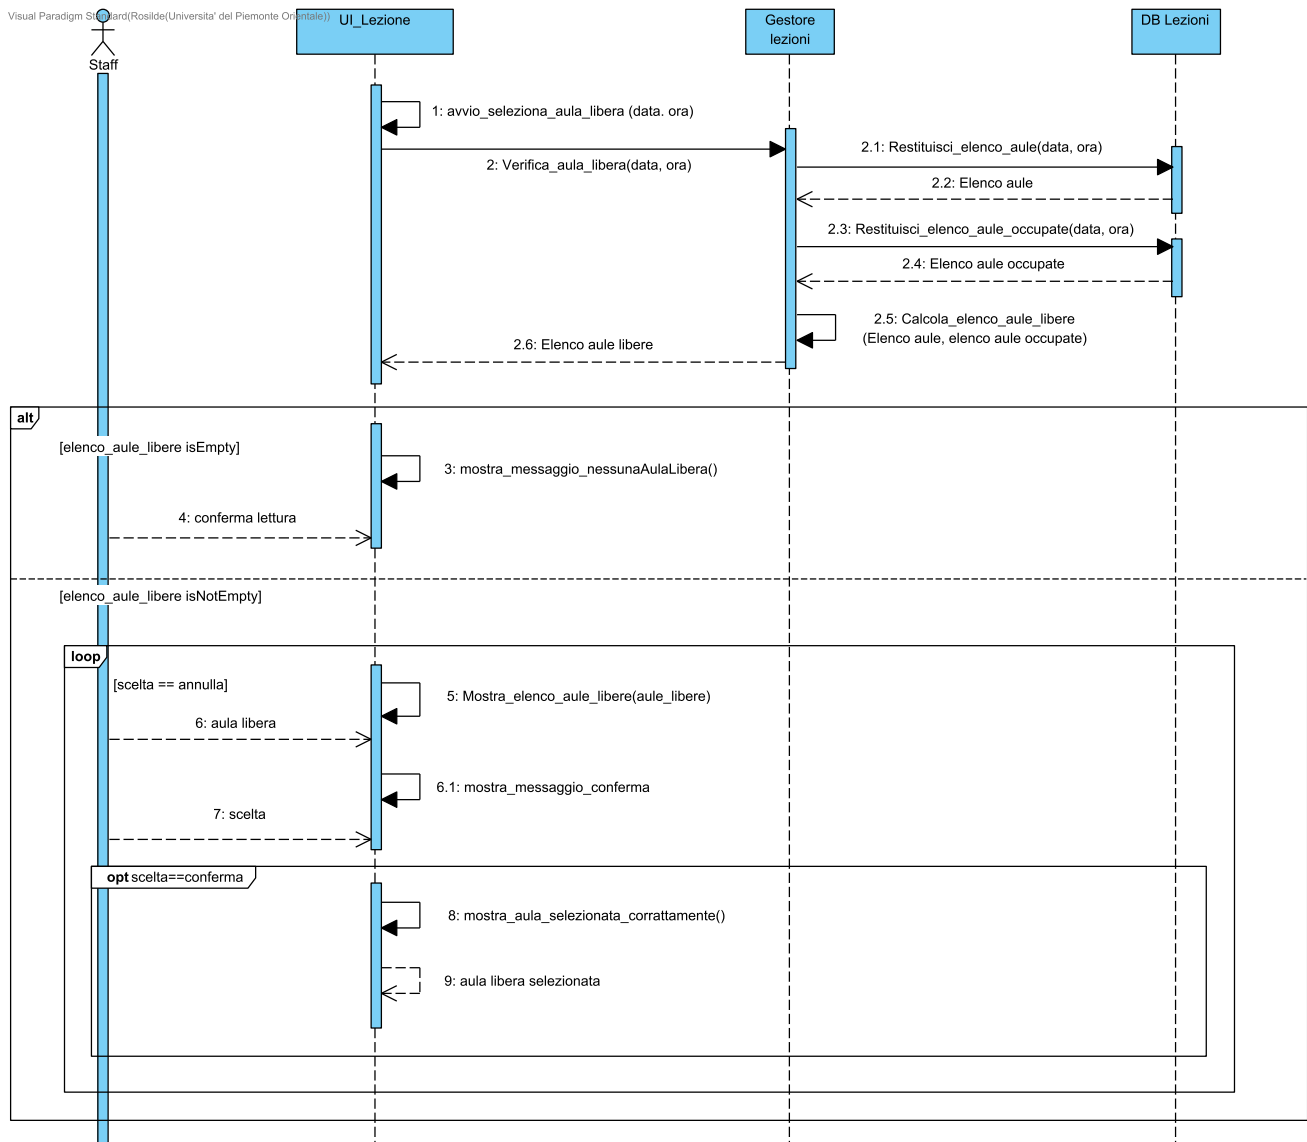 Visual Paradigm Standard(Rosilde(Universita' del Piemonte Orientale))
Staff
UI_Lezione
Gestore
lezioni
DB Lezioni
1: avvio_seleziona_aula_libera (data. ora)
2: Verifica_aula_libera(data, ora)
2.1: Restituisci_elenco_aule(data, ora)
2.2: Elenco aule
2.3: Restituisci_elenco_aule_occupate(data, ora)
2.4: Elenco aule occupate
2.5: Calcola_elenco_aule_libere
(Elenco aule, elenco aule occupate)
2.6: Elenco aule libere
alt
[elenco_aule_libere isEmpty]
3: mostra_messaggio_nessunaAulaLibera()
4: conferma lettura
[elenco_aule_libere isNotEmpty]
loop
[scelta == annulla]
5: Mostra_elenco_aule_libere(aule_libere)
6: aula libera
6.1: mostra_messaggio_conferma
7: scelta
opt scelta==conferma
8: mostra_aula_selezionata_corrattamente()
9: aula libera selezionata